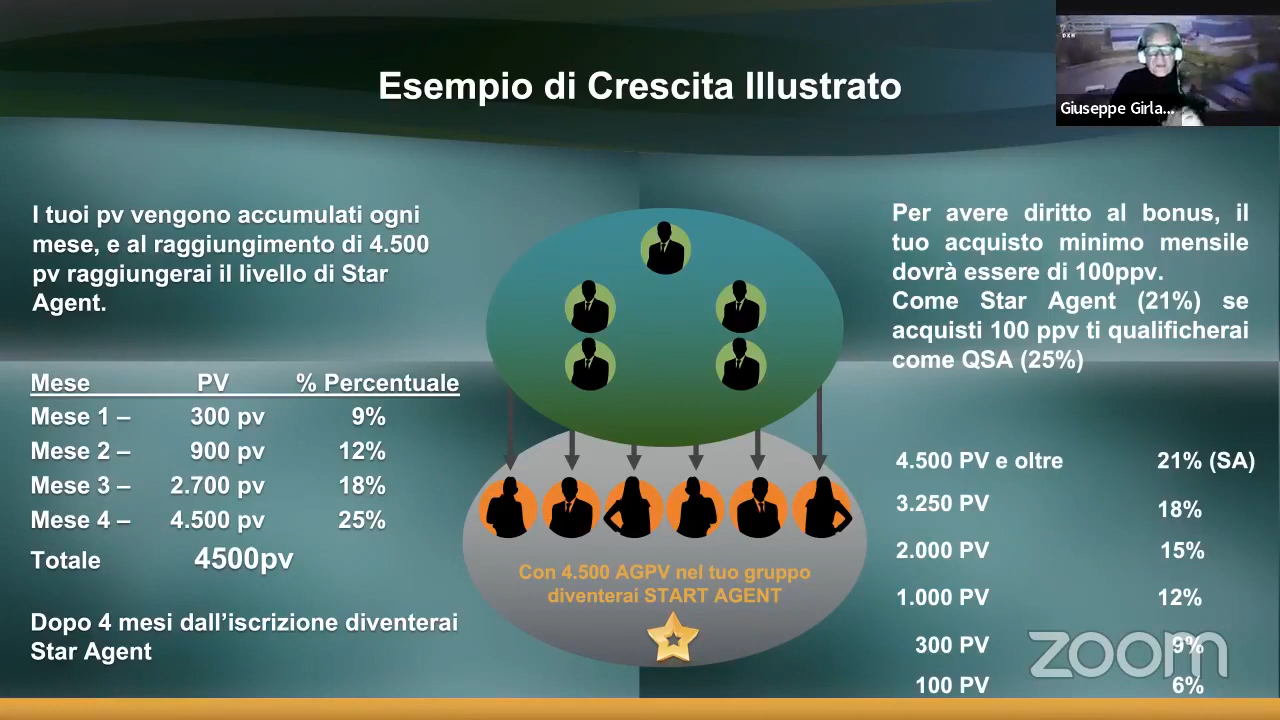 Esempio di Crescita Illustrato
DXN
Giuseppe Girla...
I tuoi pv vengono accumulati ogni
mese, e al raggiungimento di 4.500
pv raggiungerai il livello di Star
Agent.
Mese PV % Percentuale
Mese 1 – 300 pv 9%
Mese 2 – 900 pv 12%
Mese 3 – 2.700 pv 18%
Mese 4 – 4.500 pv 25%
Totale 4500pv
Dopo 4 mesi dall’iscrizione diventerai
Star Agent
Con 4.500 AGPV nel tuo gruppo
diventerai START AGENT
Per avere diritto al bonus, il
tuo acquisto minimo mensile
dovrà essere di 100ppv.
Come Star Agent (21%) se
acquisti 100 ppv ti qualificherai
come QSA (25%)
4.500 PV e oltre 21% (SA)
3.250 PV 18%
2.000 PV 15%
1.000 PV 12%
300 PV 9%
100 PV 6%
zoom